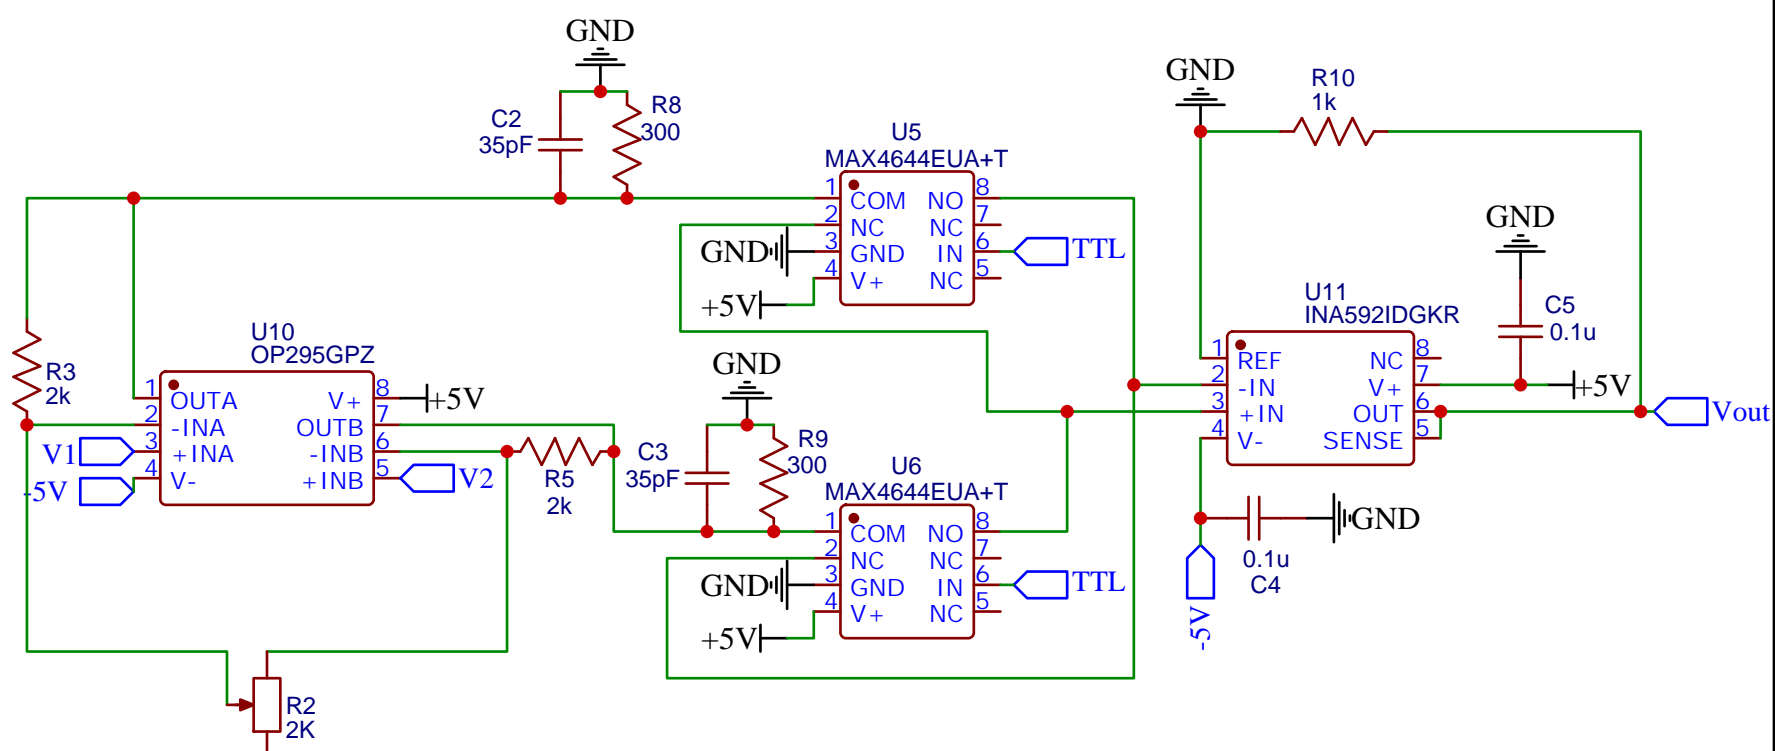 GND
C2
35pF
R8
300
GND
R10
1k
U5
MAX4644EUA+T
1 COM NO 8
2 NC NC 7
GND 3 GND IN 6 TTL
4 V+ NC 5
+5V
GND
C5
0.1u
+5V
U11
INA592IDGKR
1 REF NC 8
2 -IN V+ 7
3 +IN OUT 6
4 V- SENSE 5
Vout
R3
2k
U10
OP295GPZ
1 OUTA V+ 8 +5V
2 -INA OUTB 7
V1 3 +INA -INB 6
-5V 4 V- +INB 5 V2
R5
2k
GND
C3
35pF
R9
300
U6
MAX4644EUA+T
1 COM NO 8
2 NC NC 7
GND 3 GND IN 6 TTL
4 V+ NC 5
+5V
GND
0.1u
C4
-5V
R2
2K